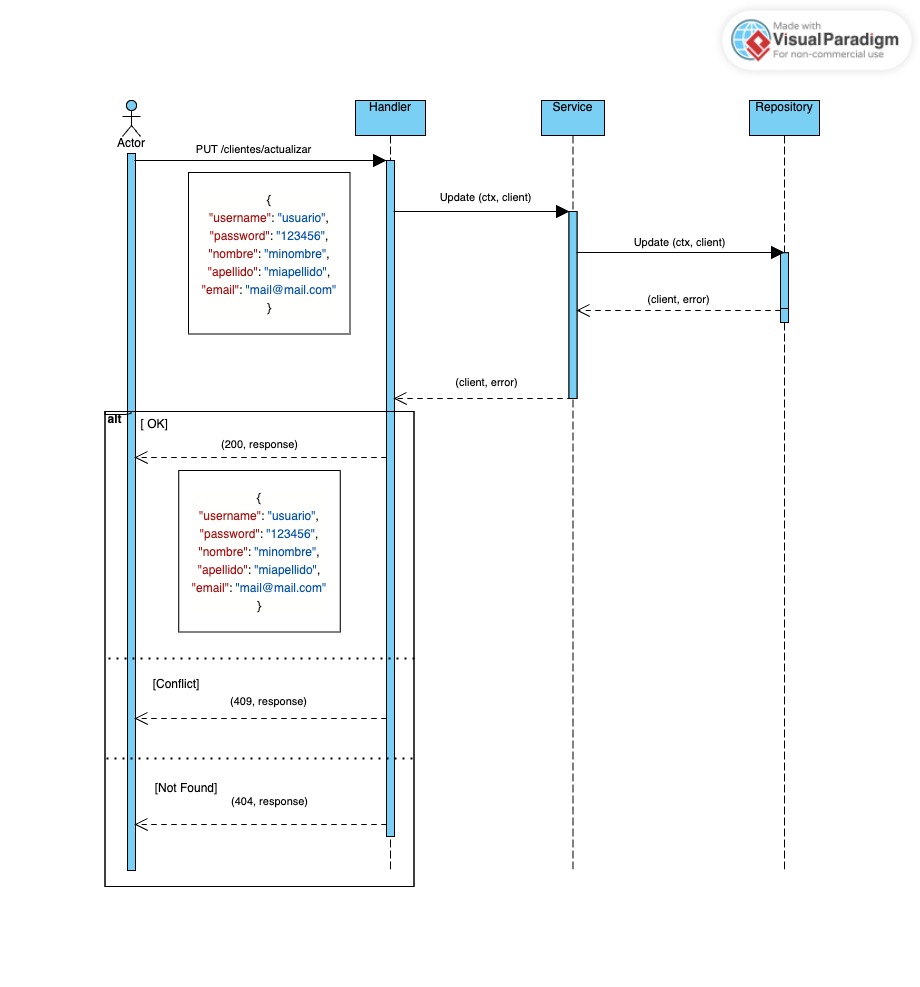 Made with
VisualParadigm
For non-commercial use
Actor
Handler
Service
Repository
PUT /clientes/actualizar
{
"username": "usuario",
"password": "123456",
"nombre": "minombre",
"apellido": "miapellido",
"email": "mail@mail.com"
}
Update (ctx, client)
Update (ctx, client)
(client, error)
(client, error)
alt
[ OK]
(200, response)
{
"username": "usuario",
"password": "123456",
"nombre": "minombre",
"apellido": "miapellido",
"email": "mail@mail.com"
}
[Conflict]
(409, response)
[Not Found]
(404, response)